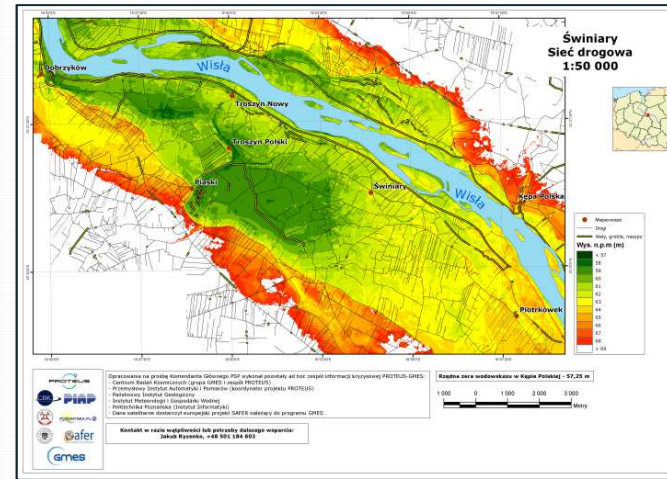 Świniary
Sieć drogowa
1:50 000
Dobrzyków
Wisła
Troszyn Nowy
Troszyn Polski
Piaski
Świniary
Wisła
Kępa Polska
Piotrkówek
Miejscowości
Drogi
Wały, groble, nasypy
Wys. n.p.m (m)
< 57
58
59
60
61
62
63
64
65
66
67
68
> 69
PROTEUS
CBK
PIAP
Safer
Gmes
Opracowania na prośbę Komendanta Głównego PSP wykonał powstały ad hoc zespół informacji kryzysowej PROTEUS-GMES:
- Centrum Badań Kosmicznych (grupa GMES i zespół PROTEUS)
- Przemysłowy Instytut Automatyki i Pomiarów (koordynator projektu PROTEUS)
- Państwowy Instytut Geologiczny
- Instytut Meteorologii i Gospodarki Wodnej
- Politechnika Poznańska (Instytut Informatyki)
- Dane satelitarne dostarczył europejski projekt SAFER należący do programu GMES
Kontakt w razie wątpliwości lub potrzeby dalszego wsparcia:
Jakub Ryzenko, +48 501 184 603
Rzędna zera wodowskazu w Kępie Polskiej - 57,25 m
1 000 0 1 000 2 000 3 000
Metry